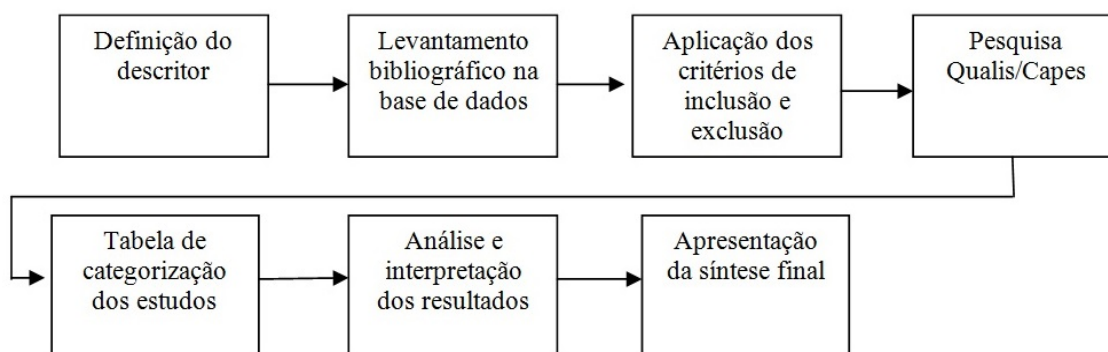 Definição do
descritor
Levantamento
bibliográfico na
base de dados
Aplicação dos
critérios de
inclusão e
exclusão
Pesquisa
Qualis/Capes
Tabela de
categorização
dos estudos
Análise e
interpretação
dos resultados
Apresentação
da síntese final